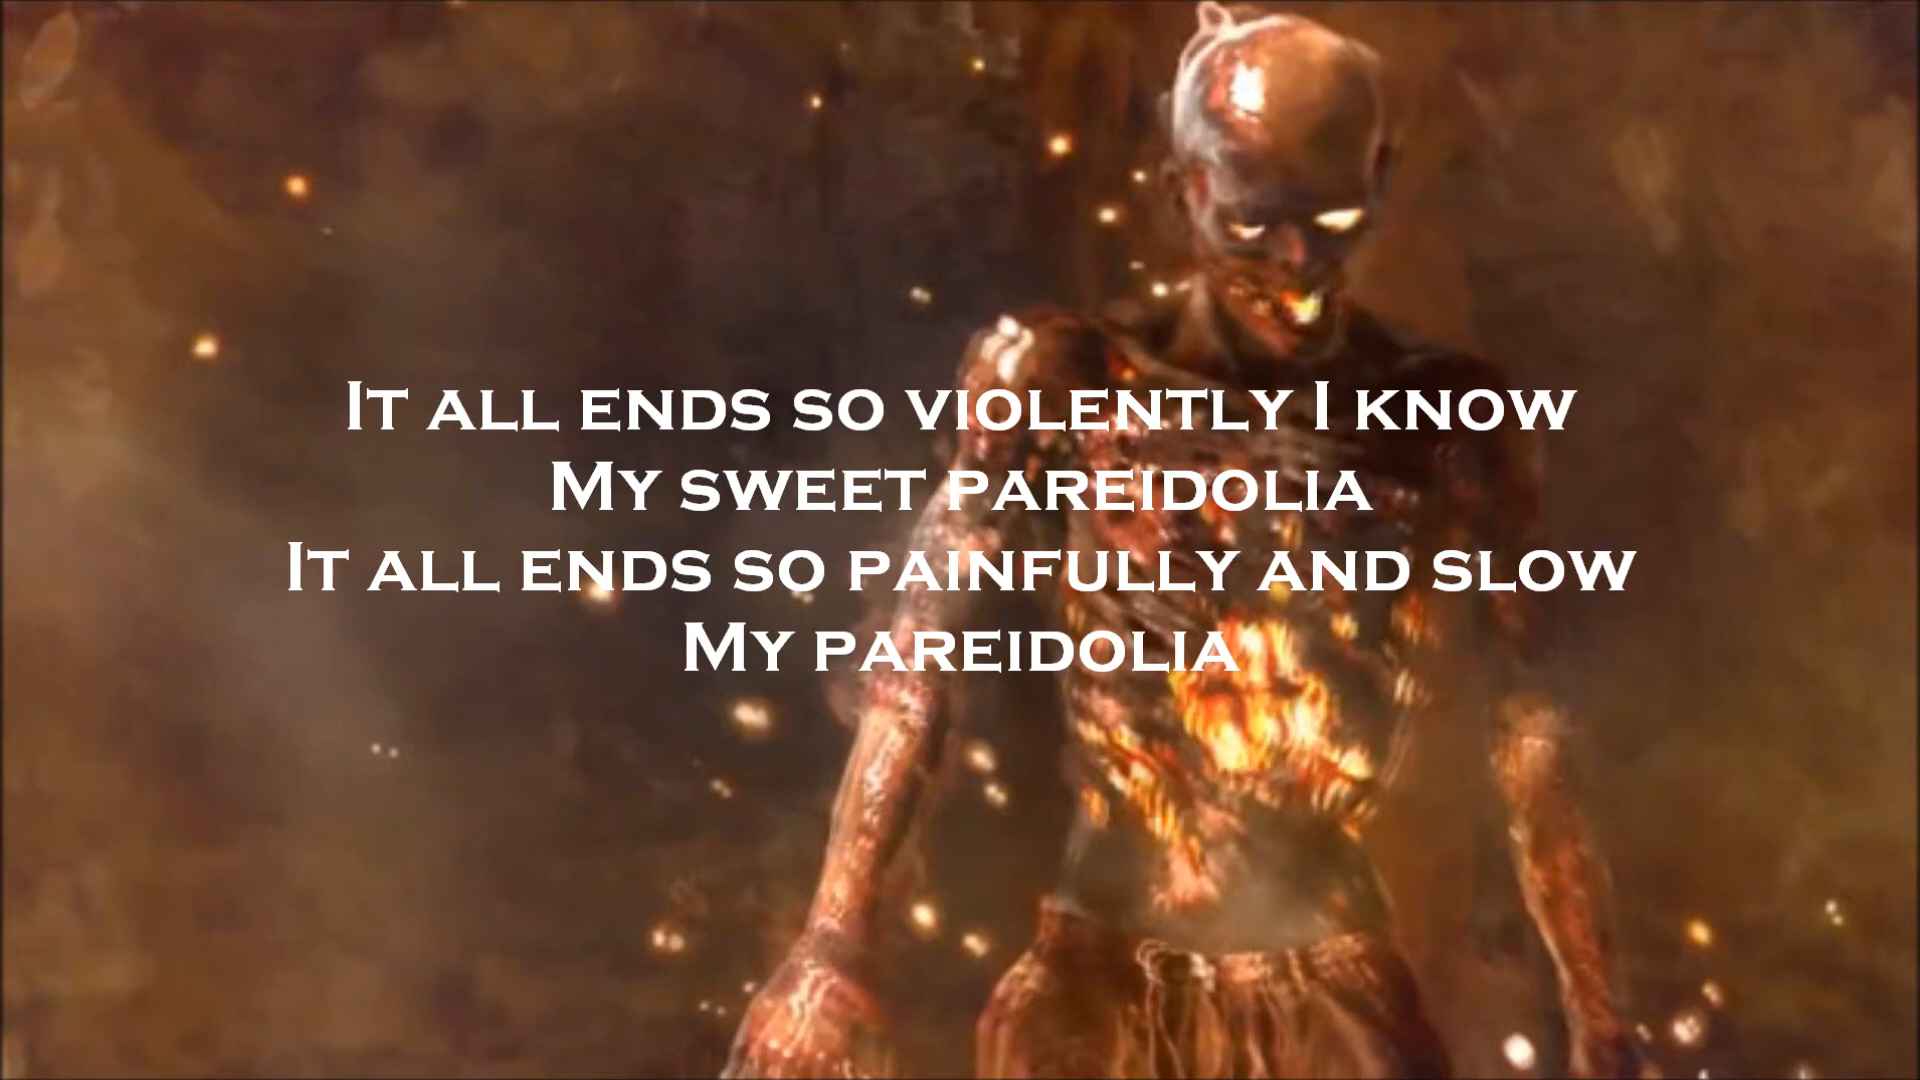 It all ends so violently I know
My sweet pareidolia
It all ends so painfully and slow
My pareidolia